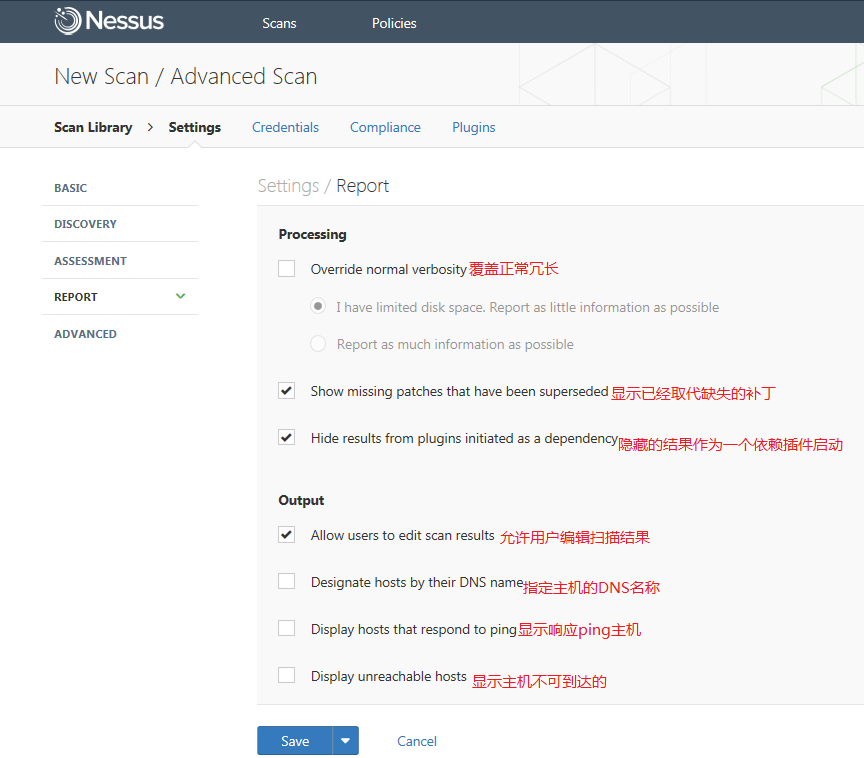 Nessus Scans Policies
New Scan / Advanced Scan
Scan Library > Settings Credentials Compliance Plugins
BASIC
DISCOVERY
ASSESSMENT
REPORT
ADVANCED
Settings / Report
Processing
Override normal verbosity 覆盖正常冗长
I have limited disk space. Report as little information as possible
Report as much information as possible
Show missing patches that have been superseded 显示已经取代缺失的补丁
Hide results from plugins initiated as a dependency 隐藏的结果作为一个依赖插件启动
Output
Allow users to edit scan results 允许用户编辑扫描结果
Designate hosts by their DNS name 指定主机的DNS名称
Display hosts that respond to ping 显示响应ping主机
Display unreachable hosts 显示主机不可到达的
Save Cancel